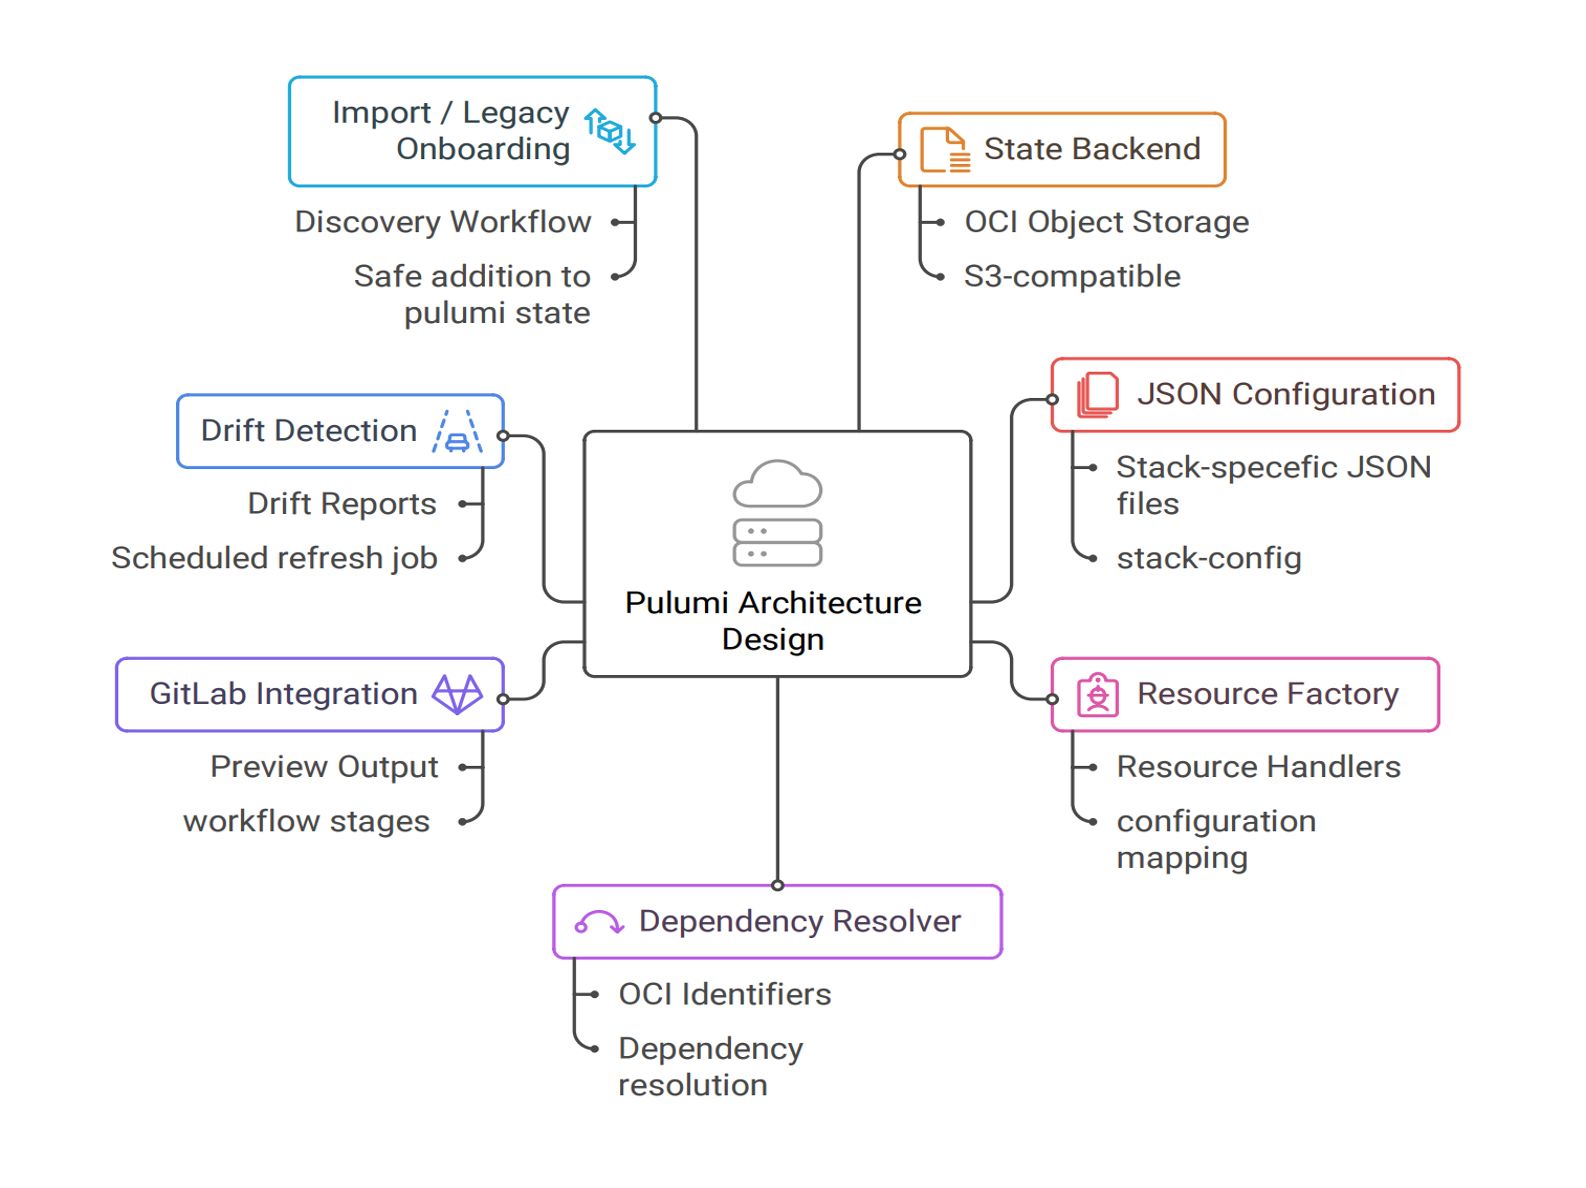 Import / Legacy
Onboarding
Discovery Workflow
Safe addition to
pulumi state
State Backend
OCI Object Storage
S3-compatible
Drift Detection
Drift Reports
Scheduled refresh job
JSON Configuration
Stack-specefic JSON
files
stack-config
Pulumi Architecture
Design
GitLab Integration
Preview Output
workflow stages
Resource Factory
Resource Handlers
configuration
mapping
Dependency Resolver
OCI Identifiers
Dependency
resolution